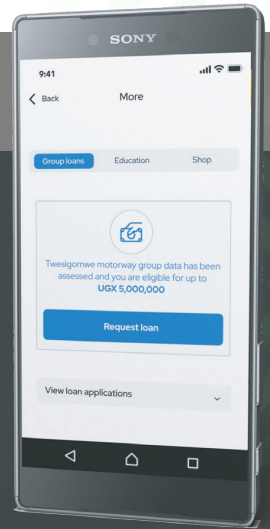 SONY
9:41
Back
More
Group loans
Education
Shop
Twesigomwe motorway group data has been
assessed and you are eligible for up to
UGX 5,000,000
Request loan
View loan applications